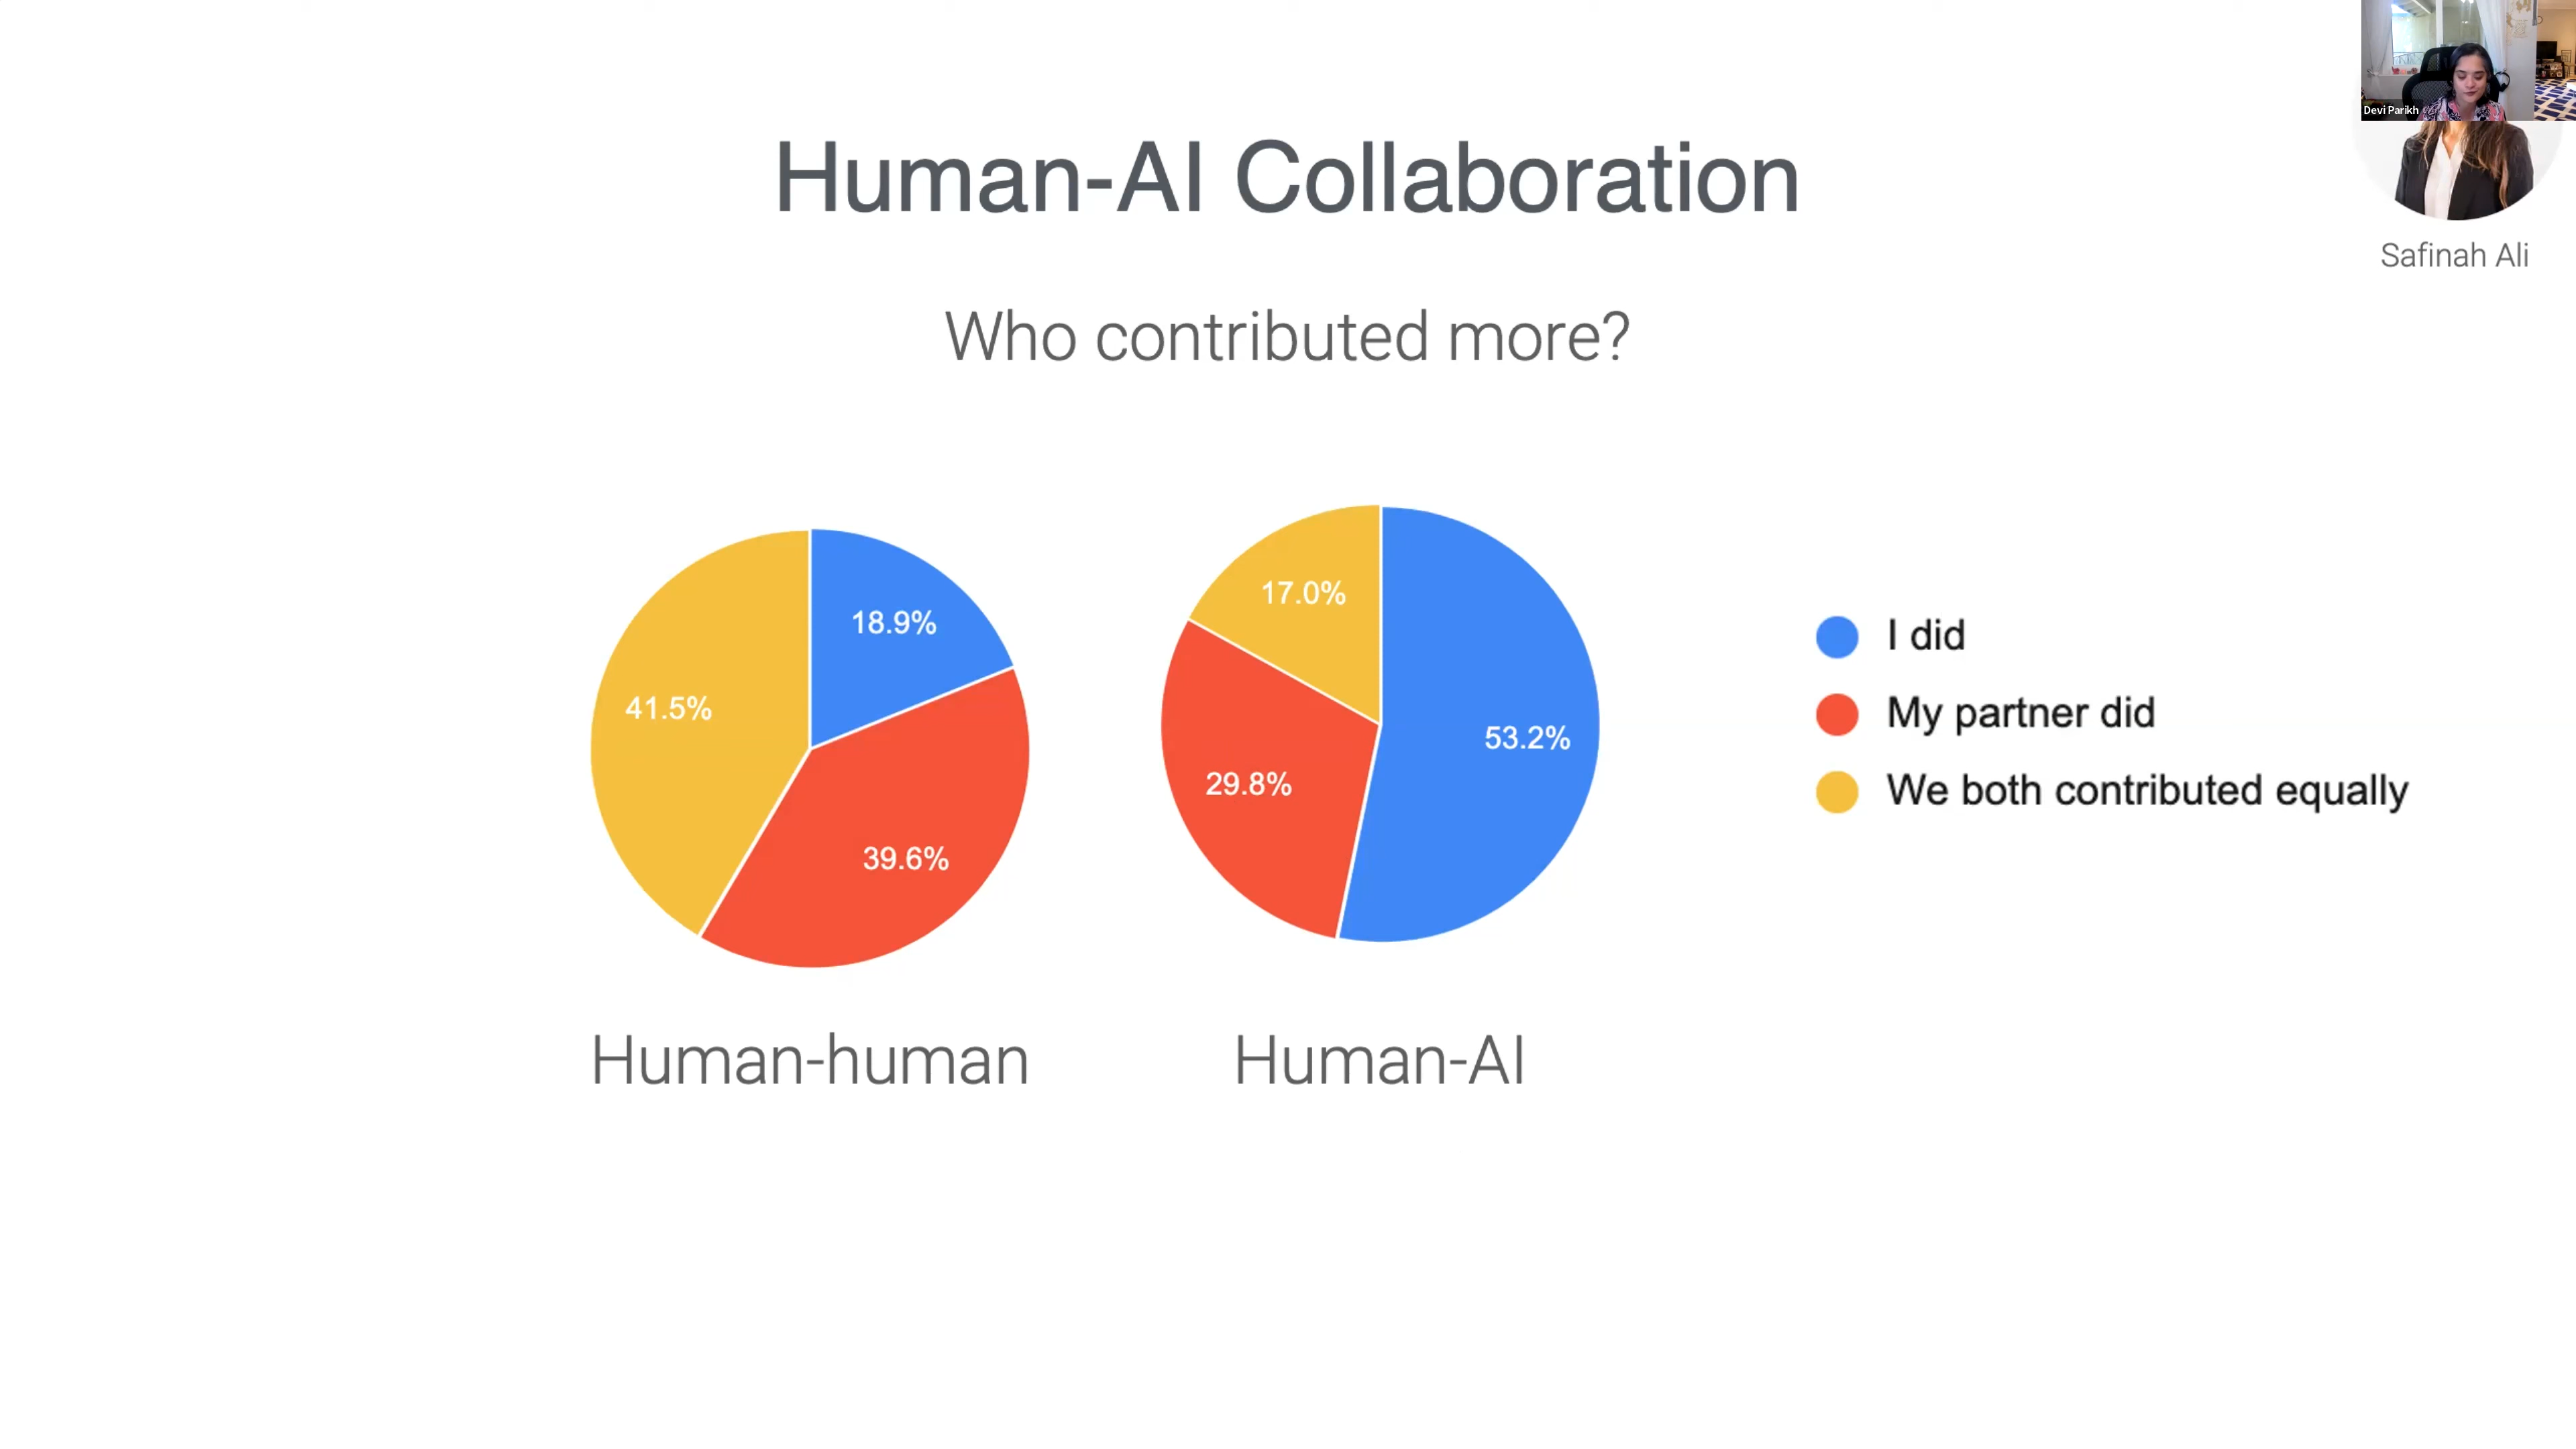 Devi Parikh
Human-AI Collaboration
Safinah Ali
Who contributed more?
18.9%
41.5%
39.6%
17.0%
53.2%
29.8%
I did
My partner did
We both contributed equally
Human-human
Human-AI